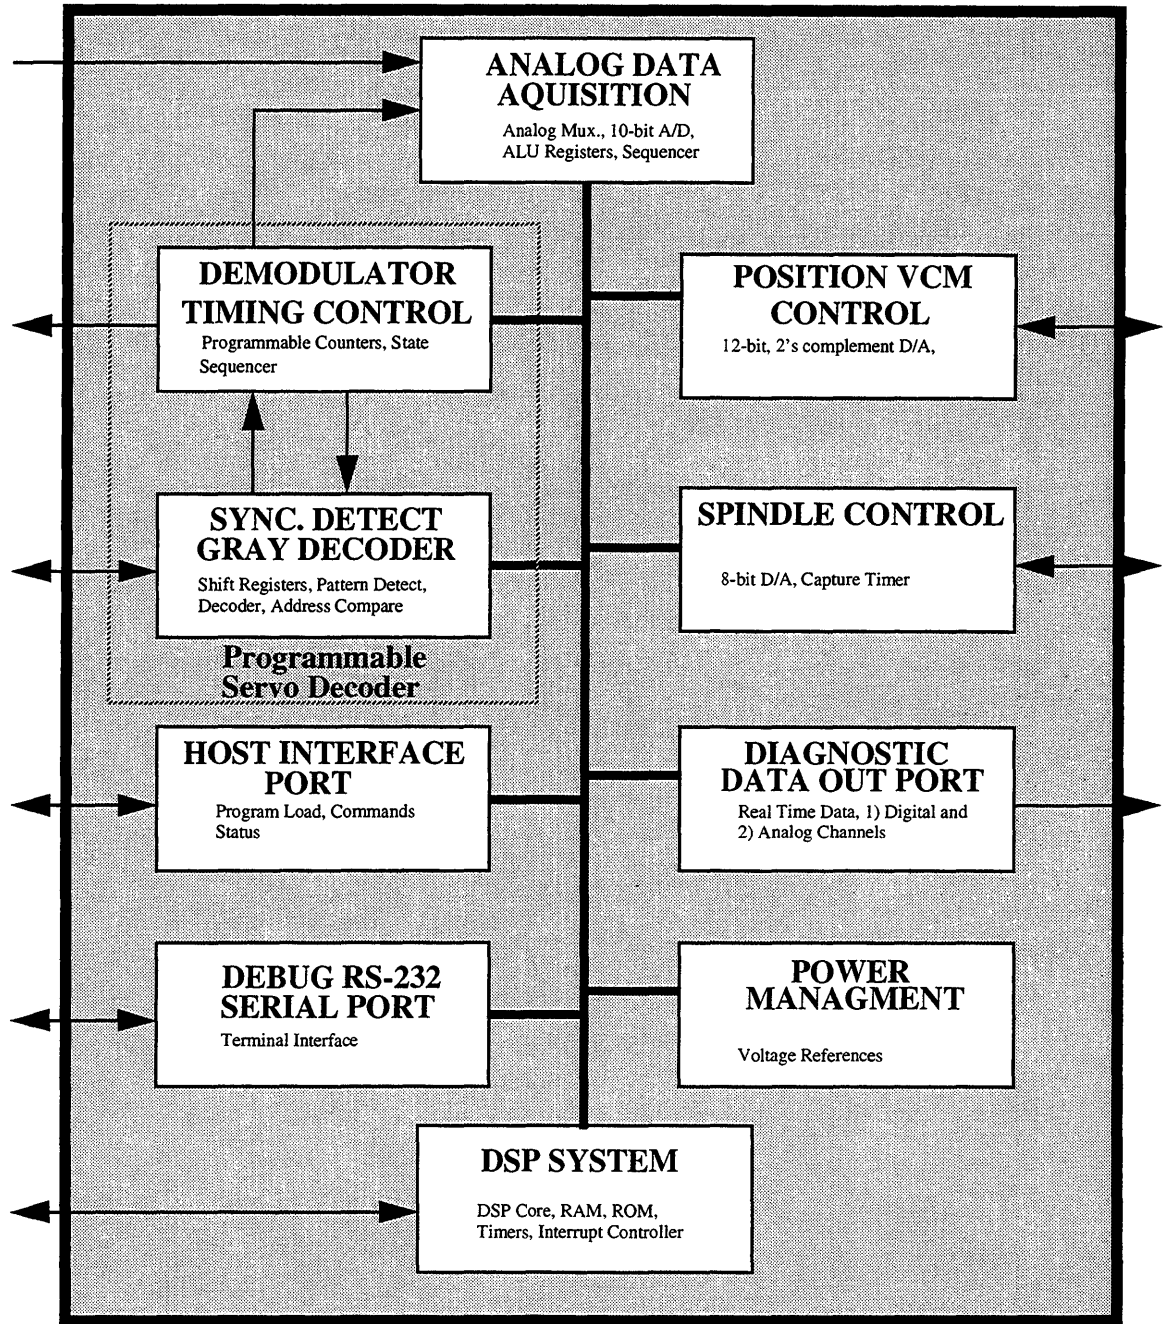 ANALOG DATA
AQUISITION
Analog Mux., 10-bit A/D,
ALU Registers, Sequencer
DEMODULATOR
TIMING CONTROL
Programmable Counters, State
Sequencer
POSITION VCM
CONTROL
12-bit, 2's complement D/A,
SYNC. DETECT
GRAY DECODER
Shift Registers, Pattern Detect,
Decoder, Address Compare
Programmable
Servo Decoder
SPINDLE CONTROL
8-bit D/A, Capture Timer
HOST INTERFACE
PORT
Program Load, Commands
Status
DIAGNOSTIC
DATA OUT PORT
Real Time Data, 1) Digital and
2) Analog Channels
DEBUG RS-232
SERIAL PORT
Terminal Interface
POWER
MANAGMENT
Voltage References
DSP SYSTEM
DSP Core, RAM, ROM,
Timers, Interrupt Controller